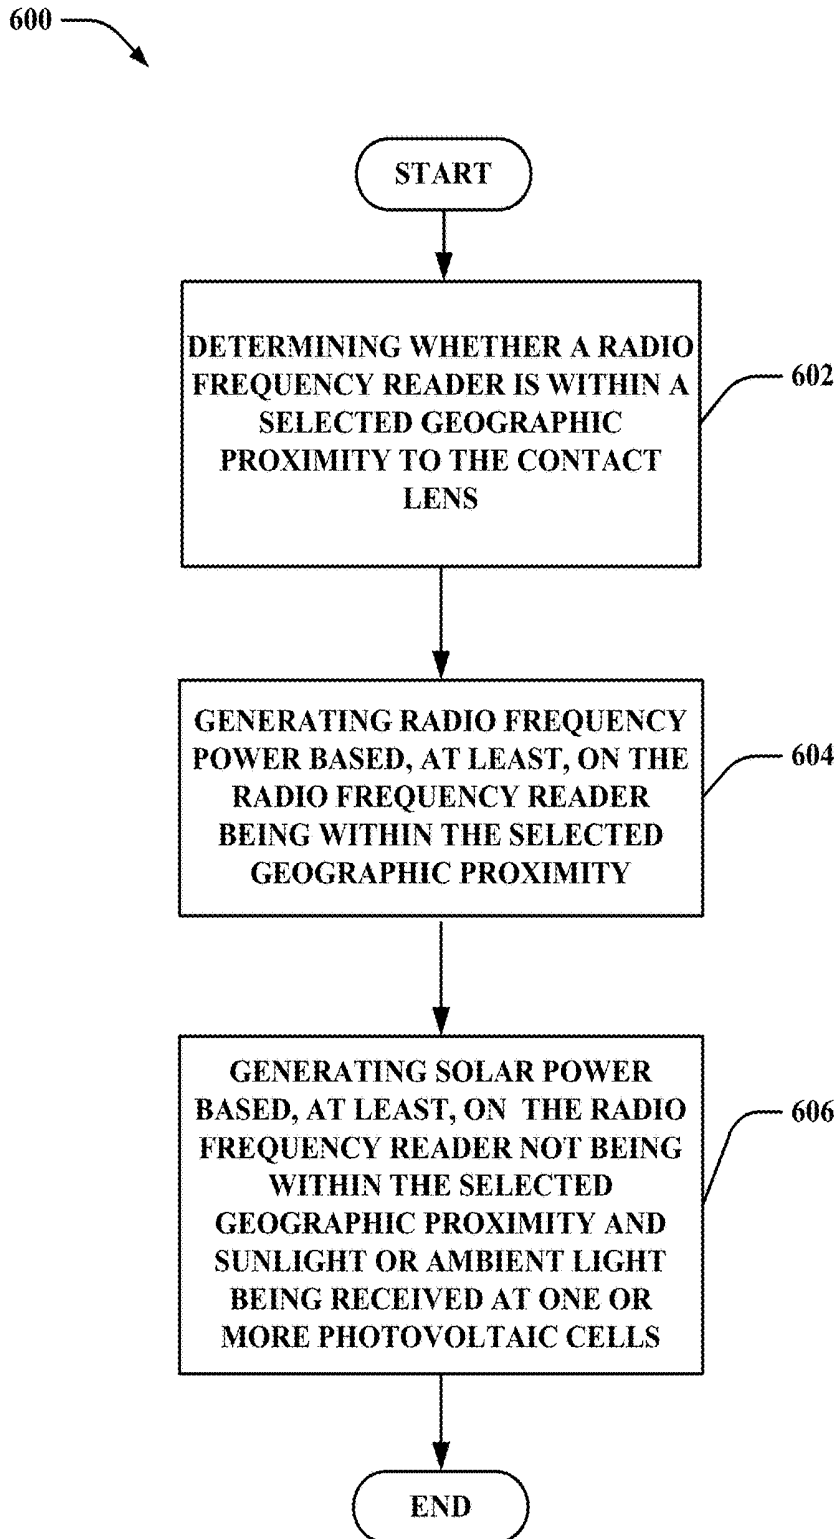 600
START
DETERMINING WHETHER A RADIO
FREQUENCY READER IS WITHIN A
SELECTED GEOGRAPHIC
PROXIMITY TO THE CONTACT
LENS
602
GENERATING RADIO FREQUENCY
POWER BASED, AT LEAST, ON THE
RADIO FREQUENCY READER
BEING WITHIN THE SELECTED
GEOGRAPHIC PROXIMITY
604
GENERATING SOLAR POWER
BASED, AT LEAST, ON THE RADIO
FREQUENCY READER NOT BEING
WITHIN THE SELECTED
GEOGRAPHIC PROXIMITY AND
SUNLIGHT OR AMBIENT LIGHT
BEING RECEIVED AT ONE OR
MORE PHOTOVOLTAIC CELLS
606
END